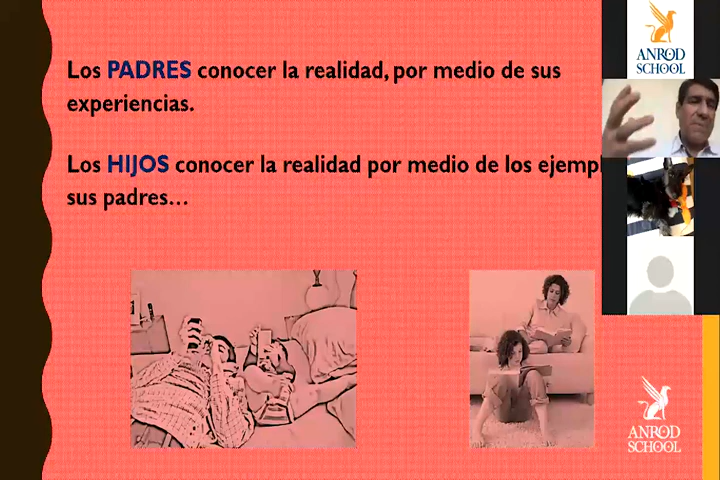 Los PADRES conocer la realidad, por medio de sus
experiencias.
Los HIJOS conocer la realidad por medio de los
sus padres...
ANROD
SCHOOL
ANROD
SCHOOL